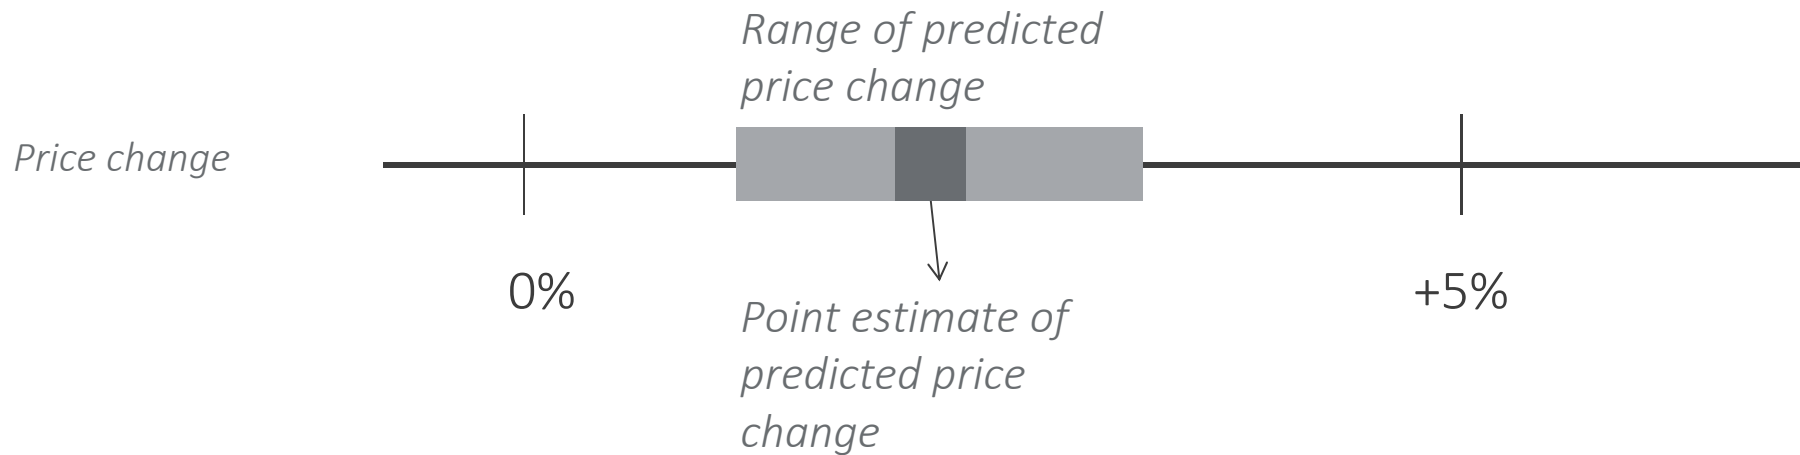 Range of predicted
price change
Price change
0%
+5%
Point estimate of
predicted price
change